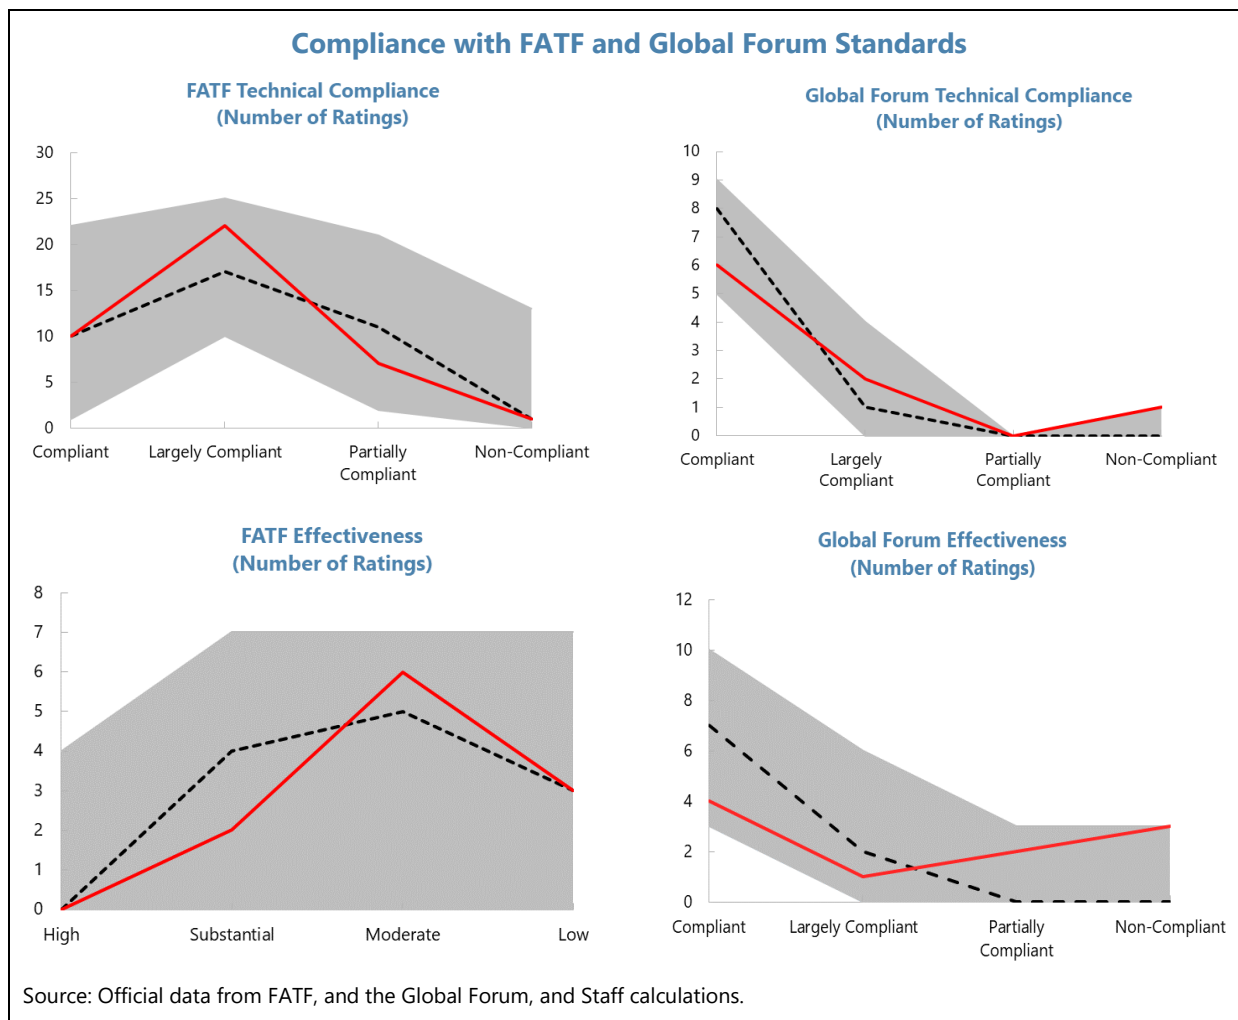 Compliance with FATF and Global Forum Standards
FATF Technical Compliance
(Number of Ratings)
30
25
20
15
10
5
0
Compliant
Largely Compliant
Partially
Compliant
Non-Compliant
Global Forum Technical Compliance
(Number of Ratings)
10
9
8
7
6
5
4
3
2
1
0
Compliant
Largely
Compliant
Partially
Compliant
Non-Compliant
FATF Effectiveness
(Number of Ratings)
8
7
6
5
4
3
2
1
0
High
Substantial
Moderate
Low
Global Forum Effectiveness
(Number of Ratings)
12
10
8
6
4
2
0
Compliant
Largely Compliant
Partially
Compliant
Non-Compliant
Source: Official data from FATF, and the Global Forum, and Staff calculations.